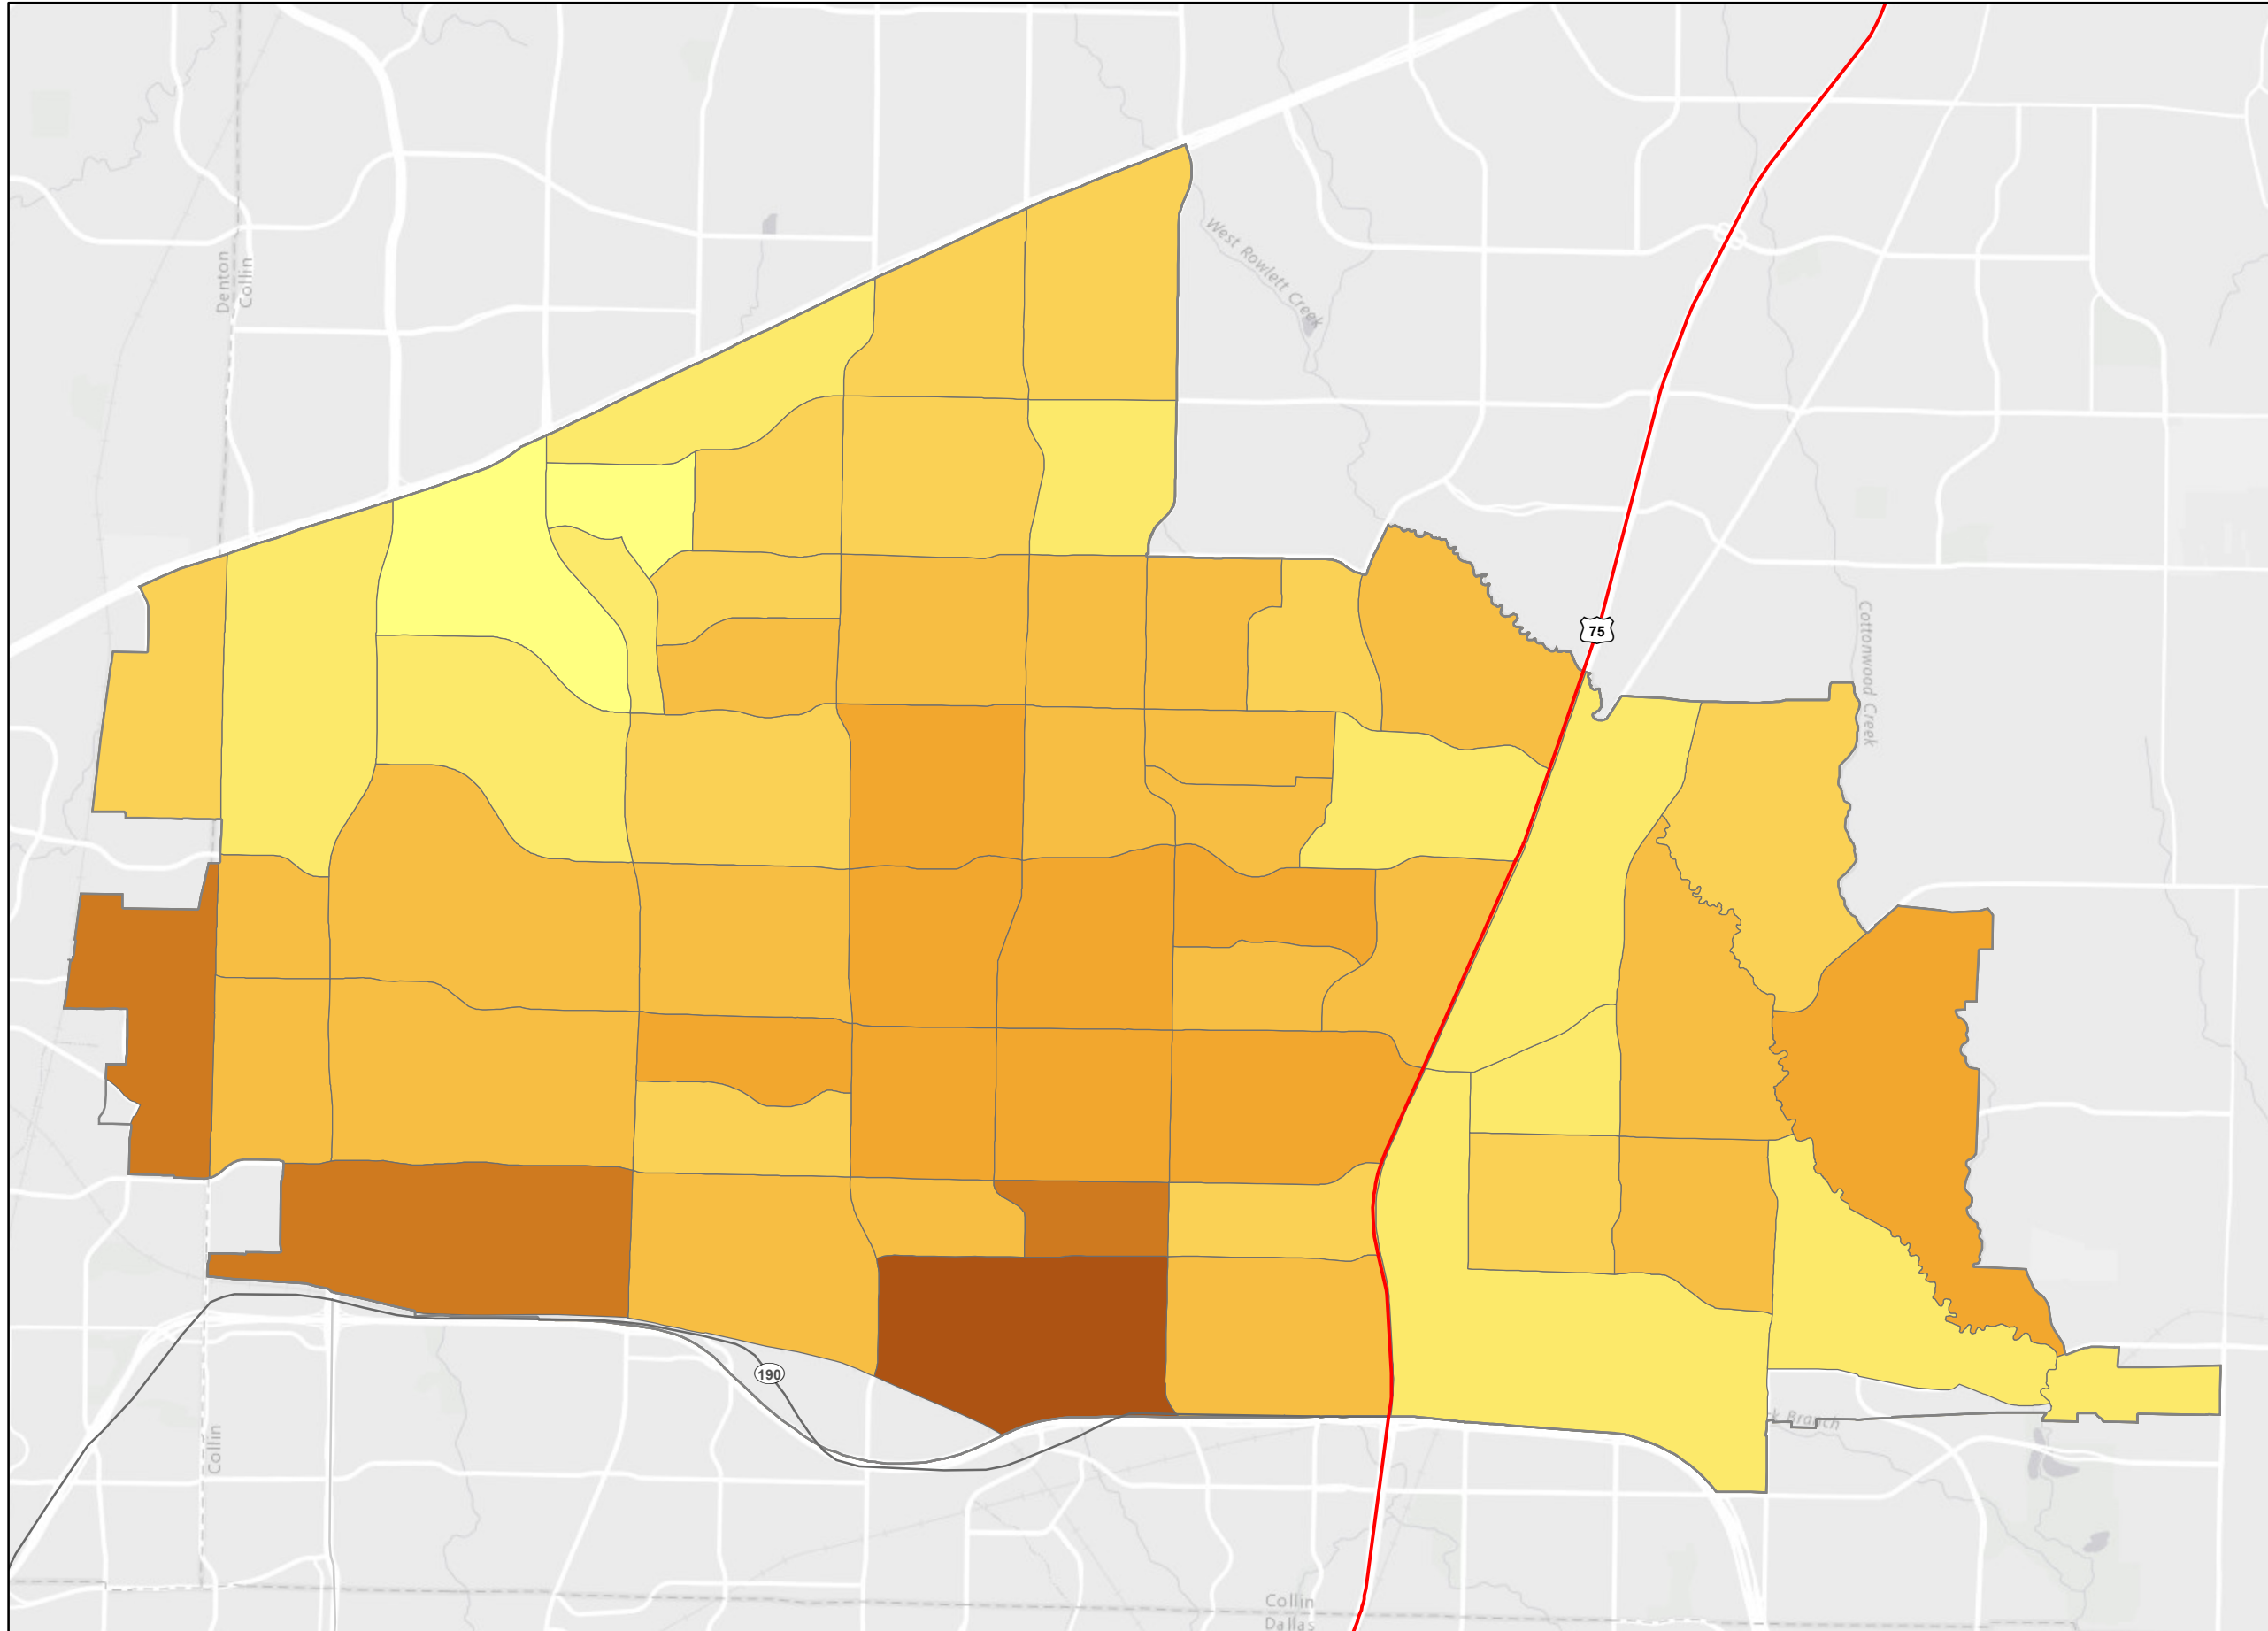 Denton
Collin
West Rowlett Creek
75
Cottonwood Creek
190
Collin
Branch
Collin
Dallas